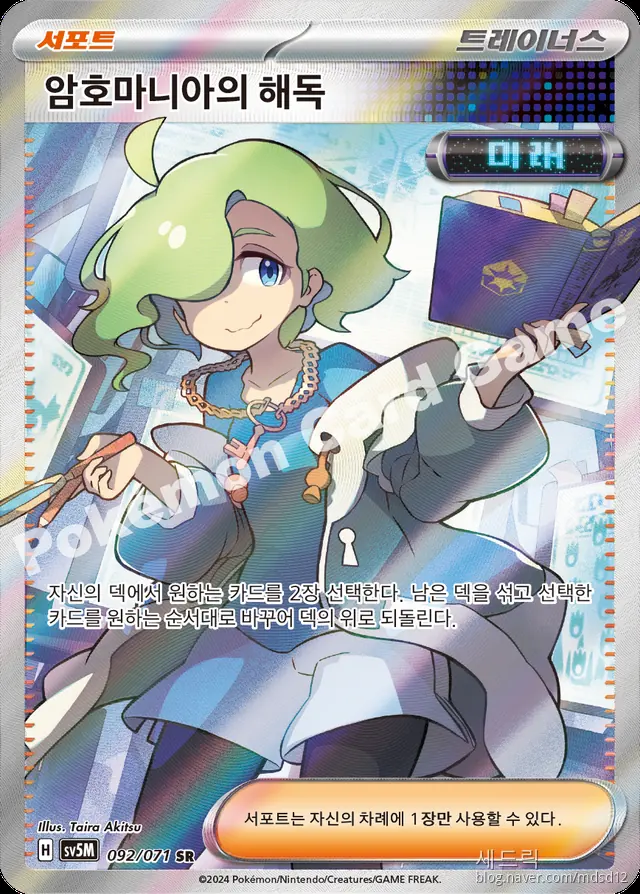 서포트
트레이너스
암호마니아의 해독
미래
Pokémon Card Game
자신의 덱에서 원하는 카드를 2장 선택한다. 남은 덱을 섞고 선택한
카드를 원하는 순서대로 바꾸어 덱의 위로 되돌린다.
서포트는 자신의 차례에 1장만 사용할 수 있다.
Illus. Taira Akitsu
H SV5M 092/071 SR
©2024 Pokémon/Nintendo/Creatures/GAME FREAK.
세드릭
blog.naver.com/mdsd12